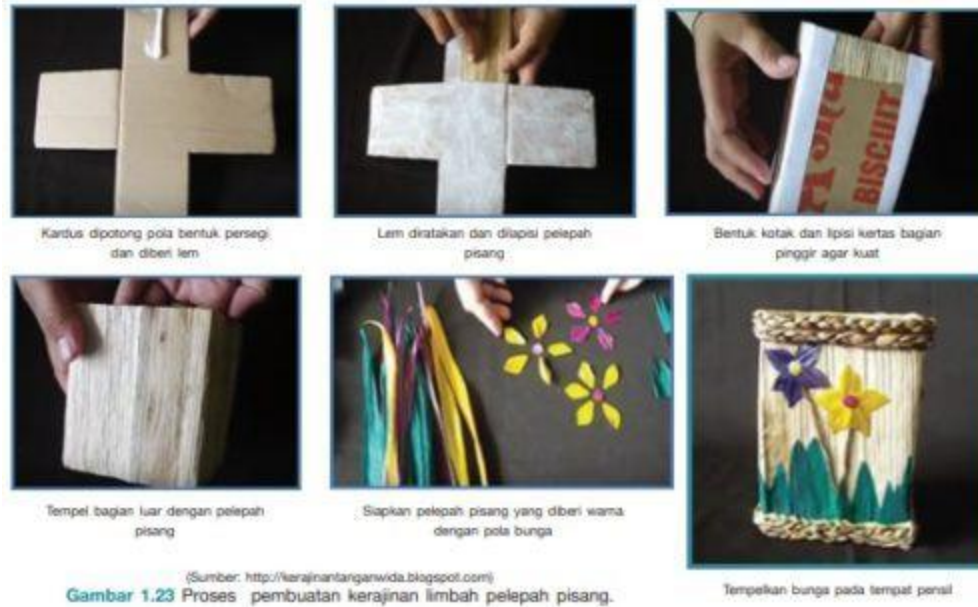 BISCUIT
Kardus dipotong pola bentuk persegi
dan diberi lem
Lem diratakan dan dilapisi pelepah
pisang
Bentuk kotak dan lipisi kertas bagian
pinggir agar kuat
Tempel bagian luar dengan pelepah
pisang
Siapkan pelepah pisang yang diberi warna
dengan pola bunga
Tempelkan bunga pada tempat pensil
(Sumber: http://kerajinantanganwida.blogspot.com)
Gambar 1.23 Proses pembuatan kerajinan limbah pelepah pisang.